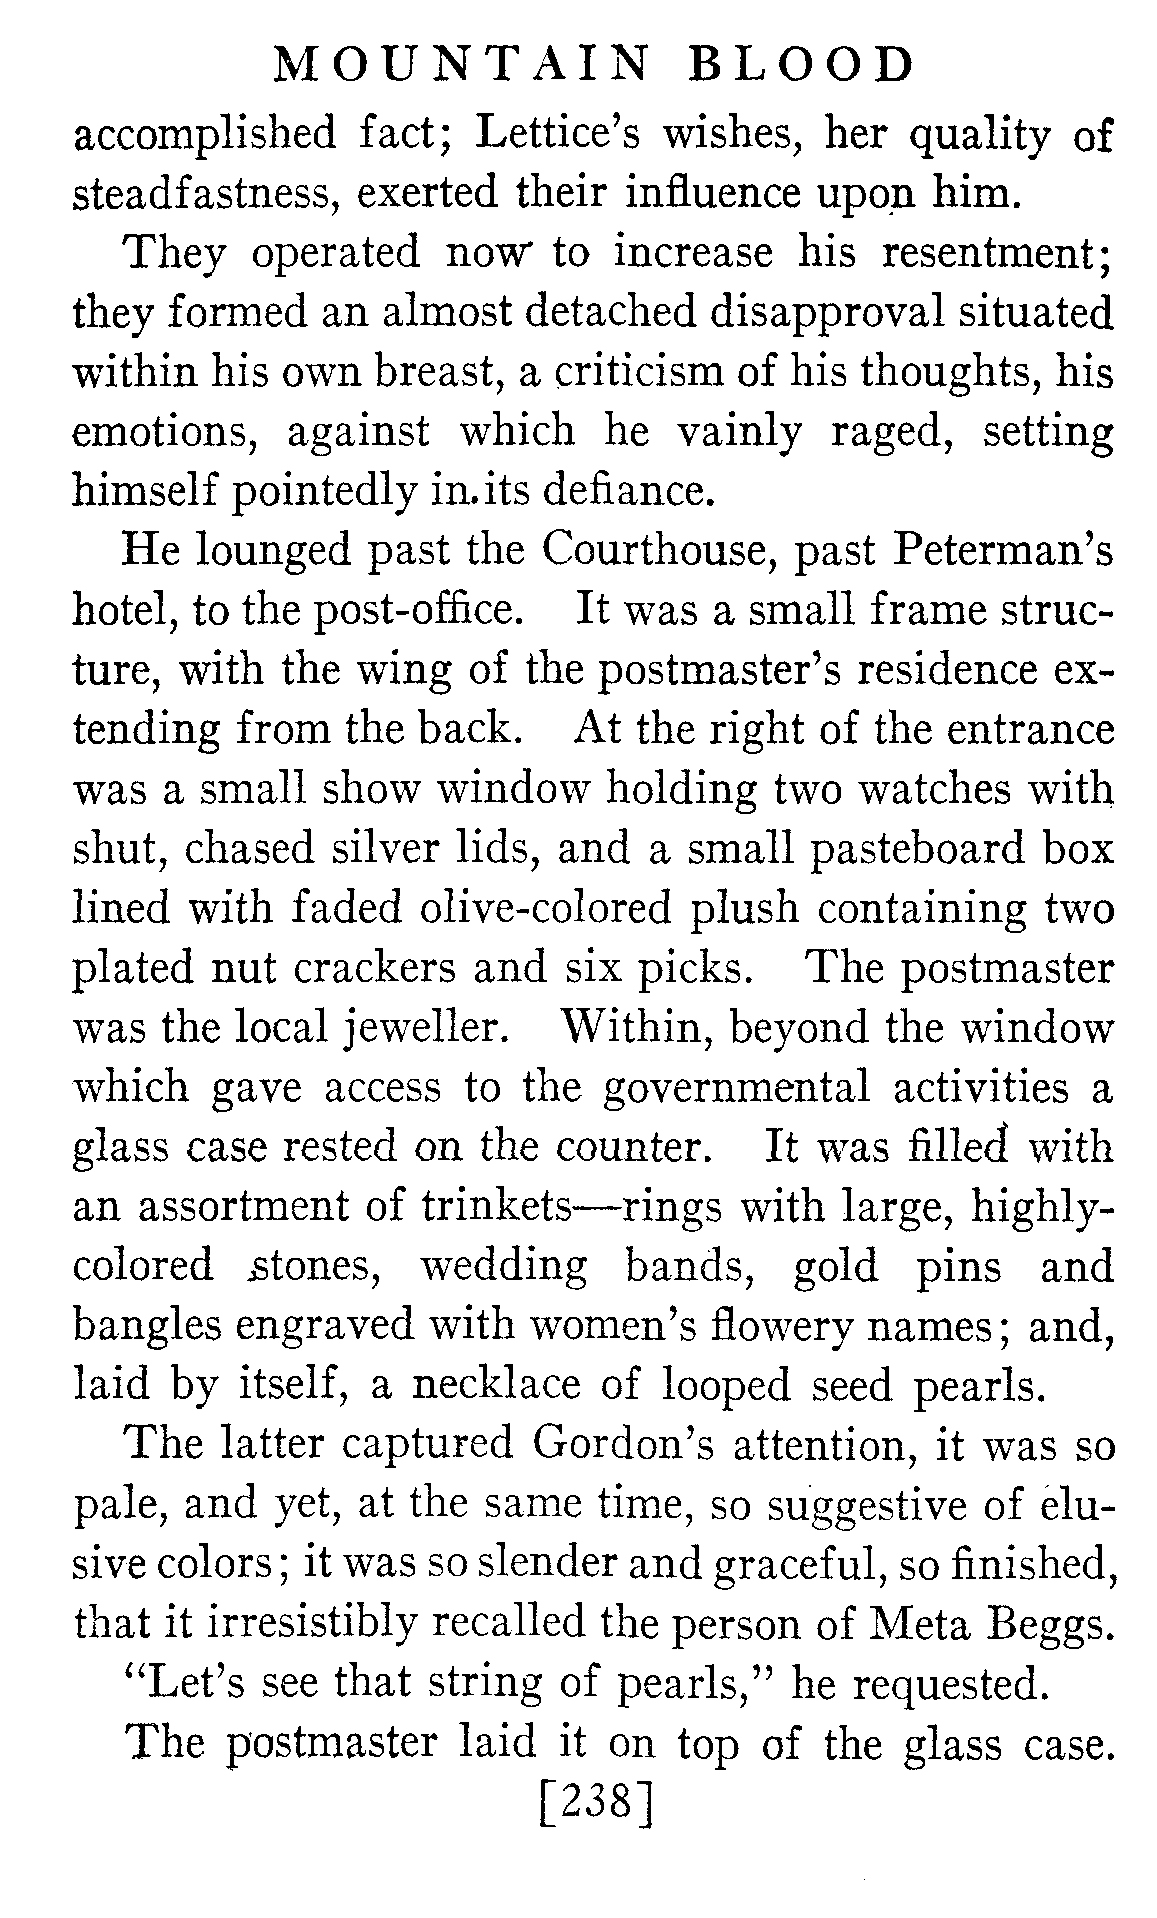 MOUNTAIN BLOOD
accomplished fact; Lettice's wishes, her quality of
steadfastness, exerted their influence upon him.
They operated now to increase his resentment;
they formed an almost detached disapproval situated
within his own breast, a criticism of his thoughts, his
emotions, against which he vainly raged, setting
himself pointedly in its defiance.
He lounged past the Courthouse, past Peterman's
hotel, to the post-office. It was a small frame struc-
ture, with the wing of the postmaster's residence ex-
tending from the back. At the right of the entrance
was a small show window holding two watches with
shut, chased silver lids, and a small pasteboard box
lined with faded olive-colored plush containing two
plated nut crackers and six picks. The postmaster
was the local jeweller. Within, beyond the window
which gave access to the governmental activities a
glass case rested on the counter. It was filled with
an assortment of trinkets—rings with large, highly-
colored stones, wedding bands, gold pins and
bangles engraved with women's flowery names; and,
laid by itself, a necklace of looped seed pearls.
The latter captured Gordon's attention, it was so
pale, and yet, at the same time, so suggestive of elu-
sive colors; it was so slender and graceful, so finished,
that it irresistibly recalled the person of Meta Beggs.
"Let's see that string of pearls," he requested.
The postmaster laid it on top of the glass case.
[238]